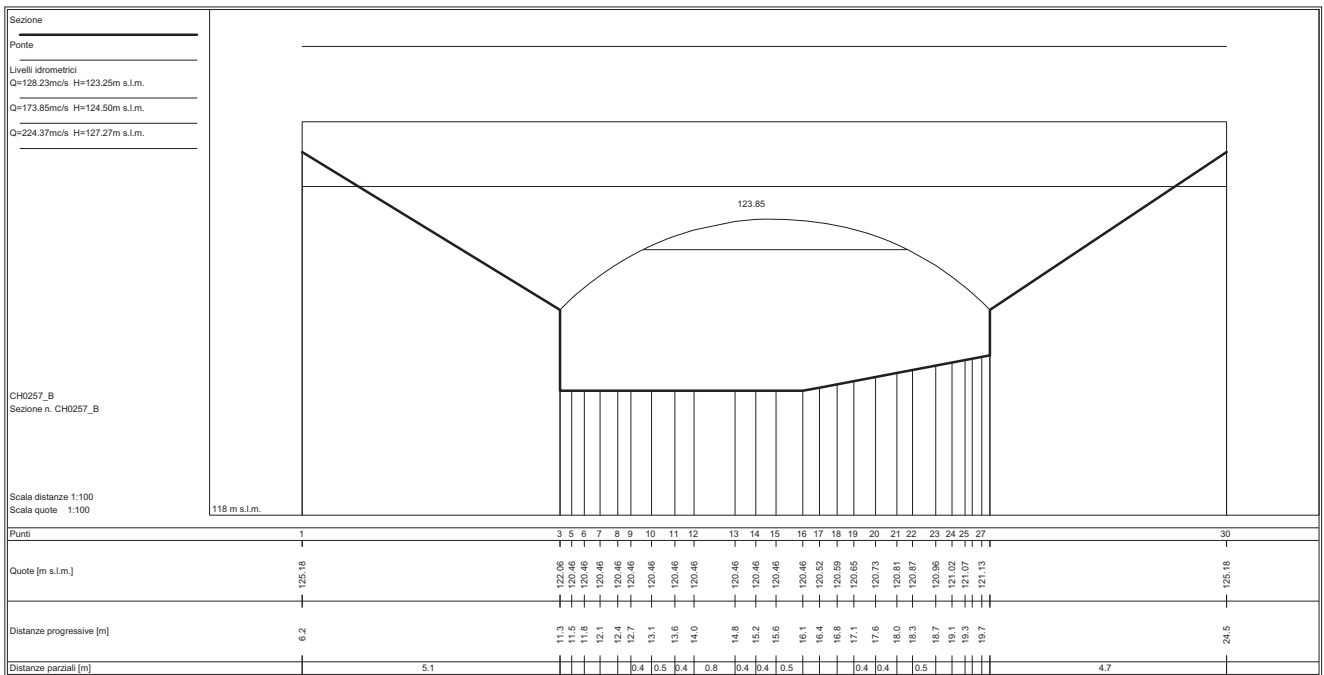 Sezione
Ponte
Livelli idrometrici
Q=128.23mc/s H=123.25m s.l.m.
Q=173.85mc/s H=124.50m s.l.m.
Q=224.37mc/s H=127.27m s.l.m.
123.85
CH0257_B
Sezione n. CH0257_B
Scala distanze 1:100
Scala quote 1:100
118 m s.l.m.
Punti 1 3 5 6 7 8 9 10 11 12 13 14 15 16 17 18 19 20 21 22 23 24 25 27 30
Quote [m s.l.m.] 125.18 122.06 120.46 120.46 120.46 120.46 120.46 120.46 120.46 120.46 120.46 120.46 120.46 120.46 120.52 120.59 120.65 120.73 120.81 120.87 120.96 121.02 121.07 121.13 125.18
Distanze progressive [m] 6.2 11.3 11.5 11.8 12.1 12.4 12.7 13.1 13.6 14.0 14.8 15.2 15.6 16.1 16.4 16.8 17.1 17.6 18.0 18.3 18.7 19.1 19.3 19.7 24.5
Distanze parziali [m] 5.1 0.4 0.5 0.4 0.8 0.4 0.4 0.5 0.4 0.4 0.5 4.7